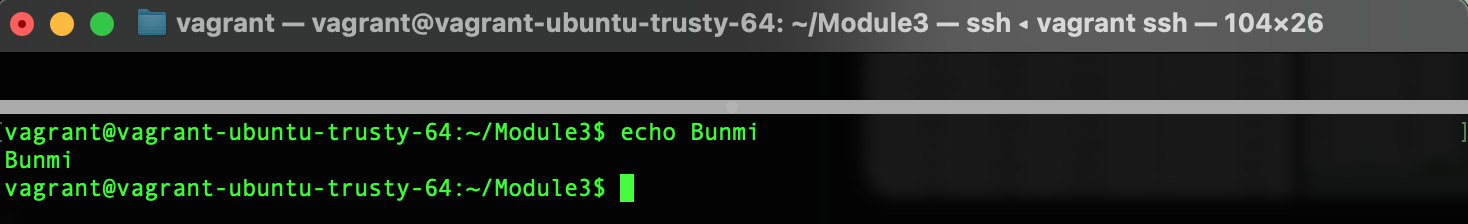 vagrant — vagrant@vagrant-ubuntu-trusty-64: ~/Module3 — ssh ◂ vagrant ssh — 104×26
[vagrant@vagrant-ubuntu-trusty-64:~/Module3$ echo Bunmi ]
Bunmi
vagrant@vagrant-ubuntu-trusty-64:~/Module3$